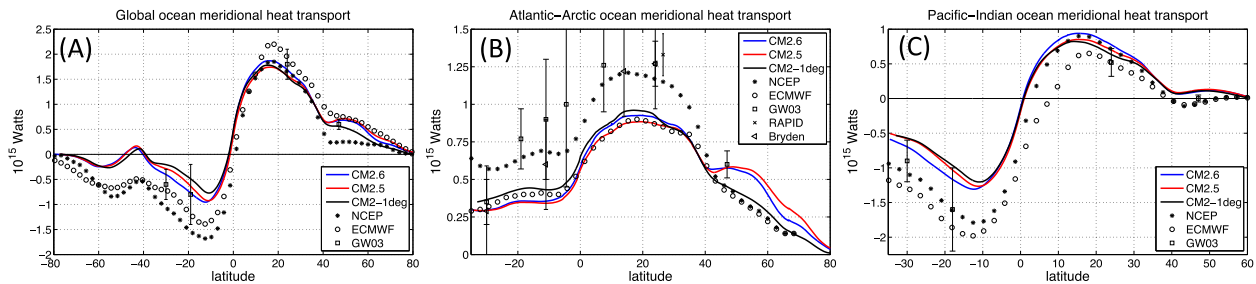 Global ocean meridional heat transport
(A)
10^15 Watts
2.5
2
1.5
1
0.5
0
−0.5
−1
−1.5
−2
−80 −60 −40 −20 0 20 40 60 80
latitude
CM2.6
CM2.5
CM2−1deg
NCEP
ECMWF
GW03
Atlantic−Arctic ocean meridional heat transport
(B)
10^15 Watts
1.5
1.25
1
0.75
0.5
0.25
0
−20 0 20 40 60 80
latitude
CM2.6
CM2.5
CM2−1deg
NCEP
ECMWF
GW03
RAPID
Bryden
Pacific−Indian ocean meridional heat transport
(C)
10^15 Watts
1
0.5
0
−0.5
−1
−1.5
−2
−30 −20 −10 0 10 20 30 40 50 60
latitude
CM2.6
CM2.5
CM2−1deg
NCEP
ECMWF
GW03